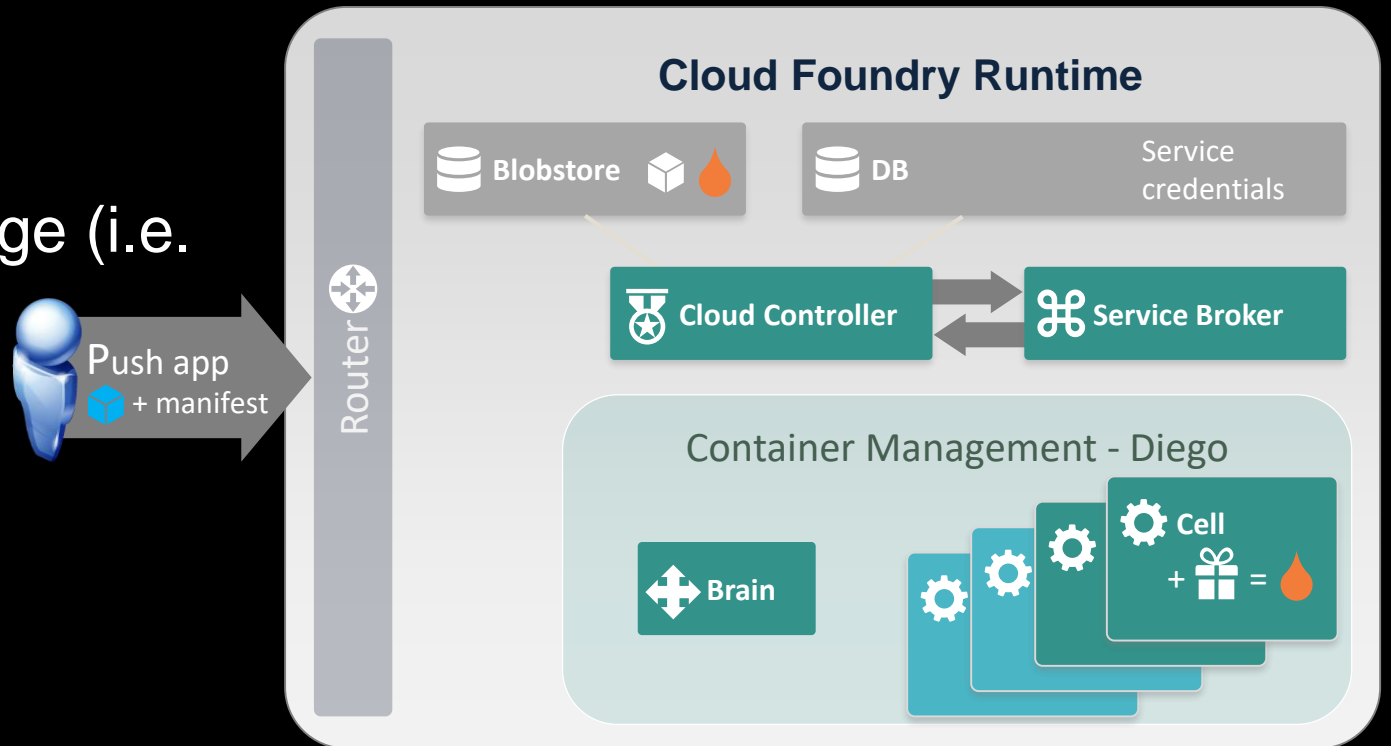 Cloud Foundry Runtime
Blobstore
DB
Service
credentials
ge (i.e.
Push app
+ manifest
Router
Cloud Controller
Service Broker
Container Management - Diego
Brain
Cell
+ =